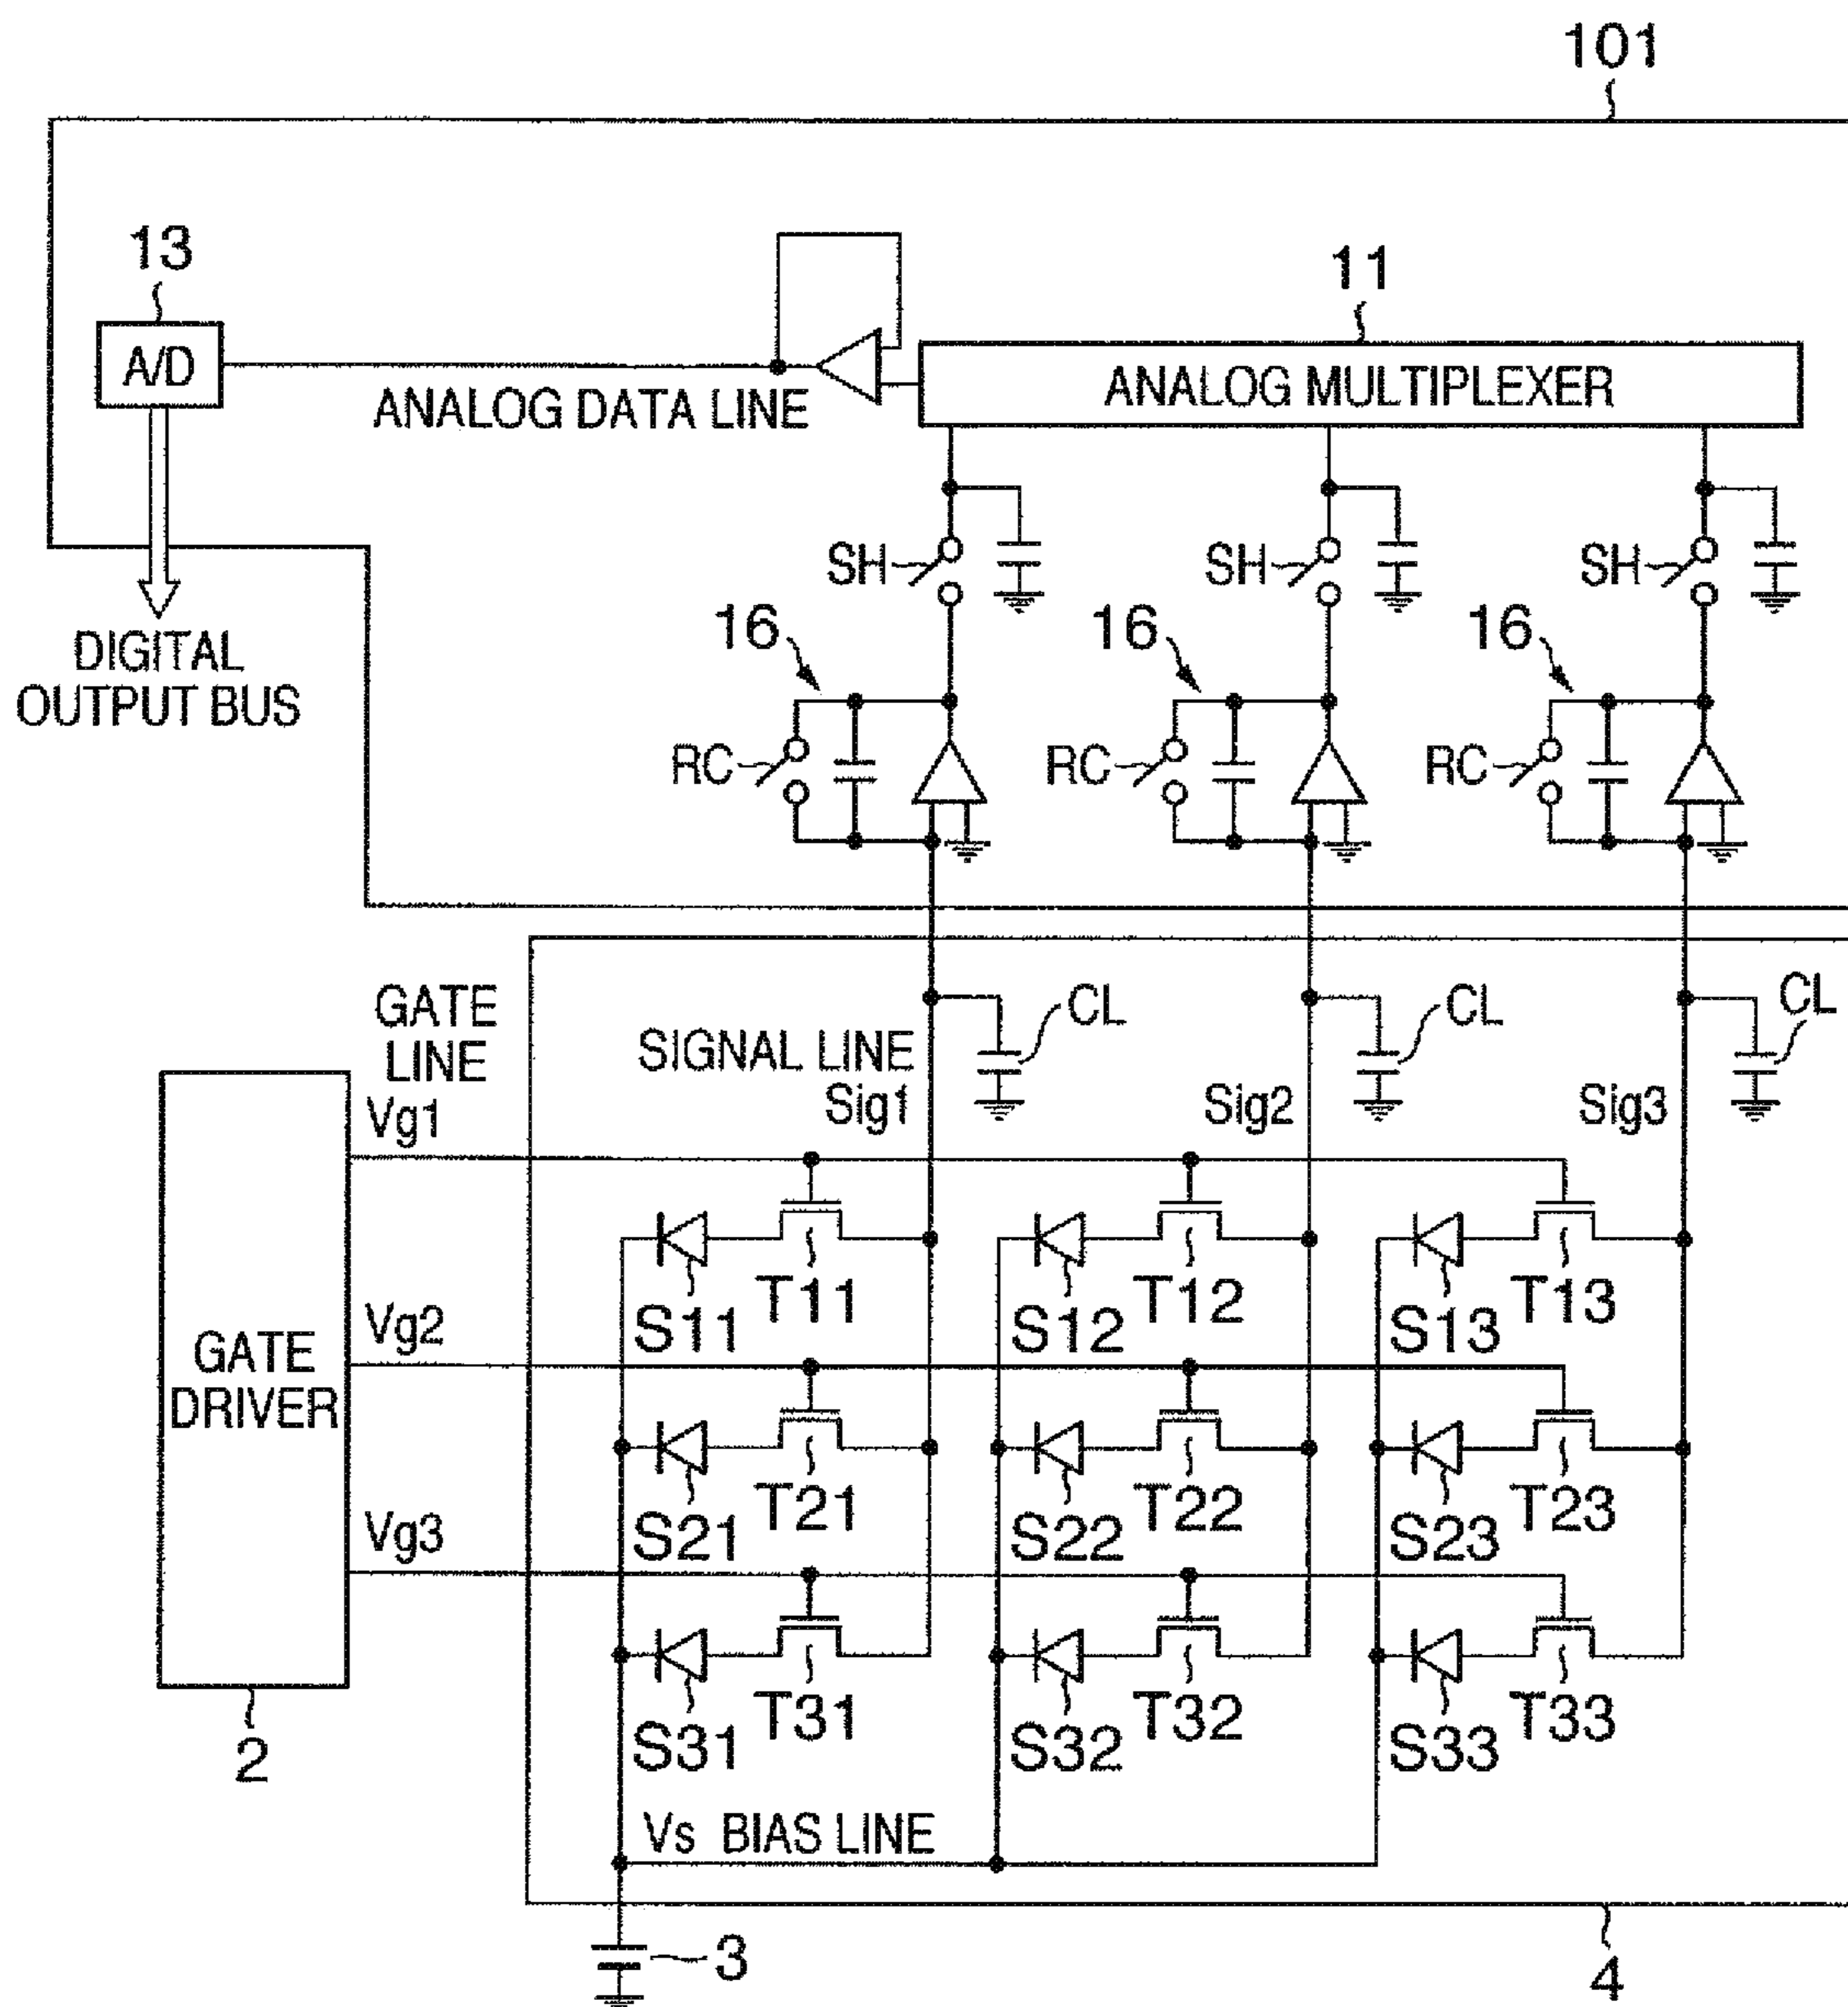 101
13
11
A/D
ANALOG DATA LINE
ANALOG MULTIPLEXER
SH
SH
SH
16
16
16
DIGITAL
OUTPUT BUS
RC
RC
RC
GATE
LINE
SIGNAL LINE
CL
CL
CL
Vg1
Sig1
Sig2
Sig3
T11
T12
T13
S11
S12
S13
Vg2
GATE
DRIVER
T21
T22
T23
S21
S22
S23
Vg3
T31
T32
T33
S31
S32
S33
2
Vs BIAS LINE
3
4